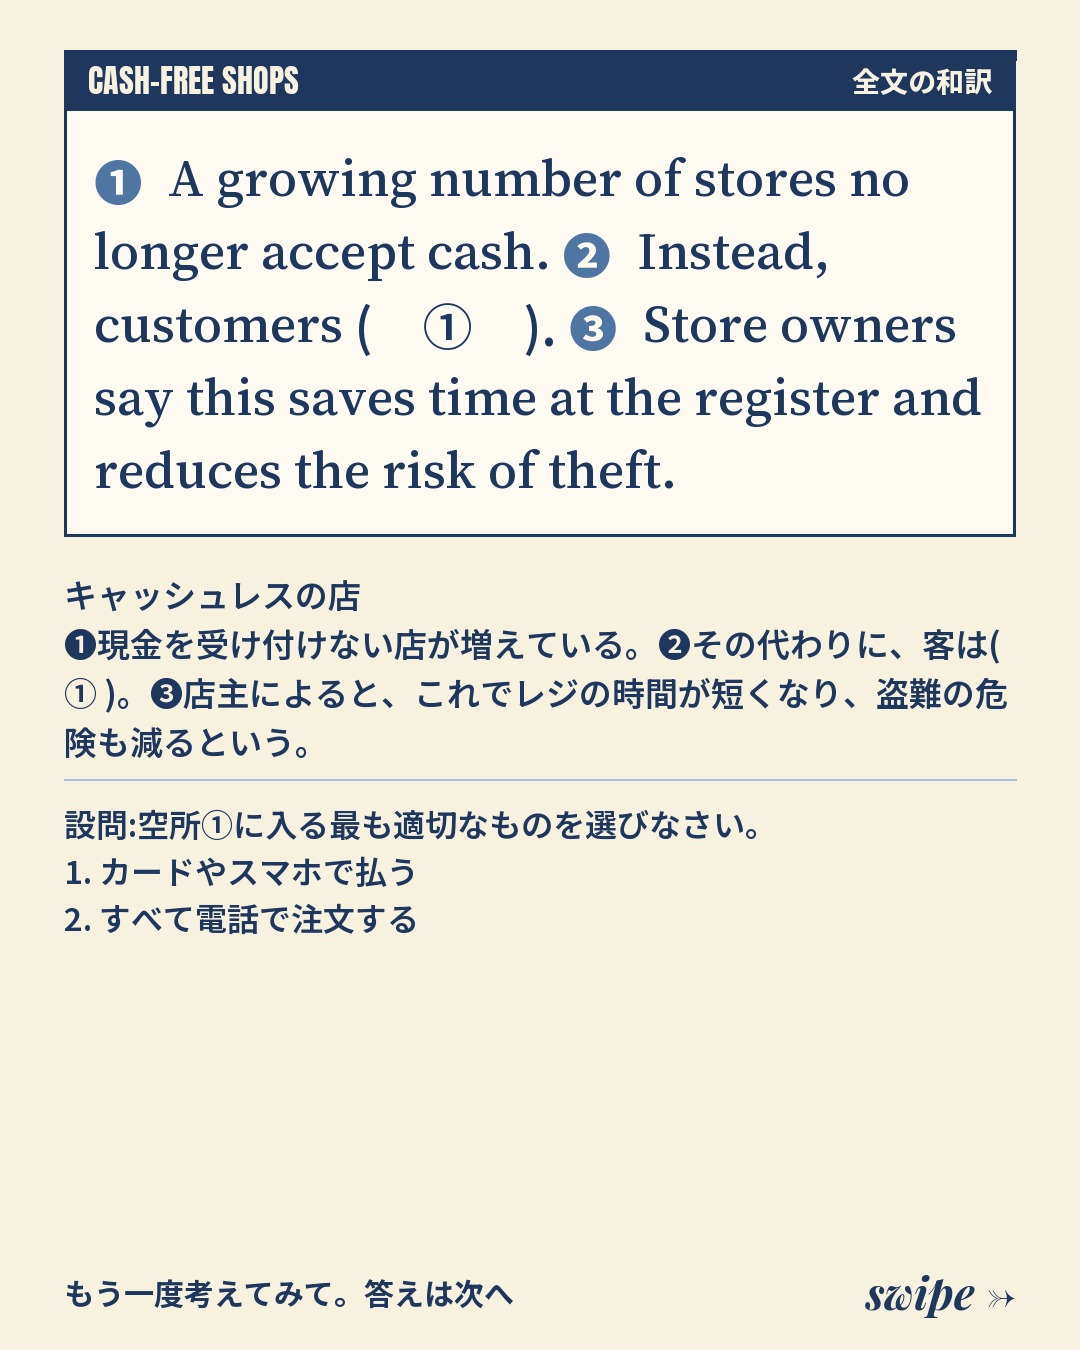 CASH-FREE SHOPS 全文の和訳
❶ A growing number of stores no
longer accept cash. ❷ Instead,
customers ( ① ). ❸ Store owners
say this saves time at the register and
reduces the risk of theft.
キャッシュレスの店
❶現金を受け付けない店が増えている。❷その代わりに、客は(
① )。❸店主によると、これでレジの時間が短くなり、盗難の危
険も減るという。
設問:空所①に入る最も適切なものを選びなさい。
1. カードやスマホで払う
2. すべて電話で注文する
もう一度考えてみて。答えは次へ
swipe